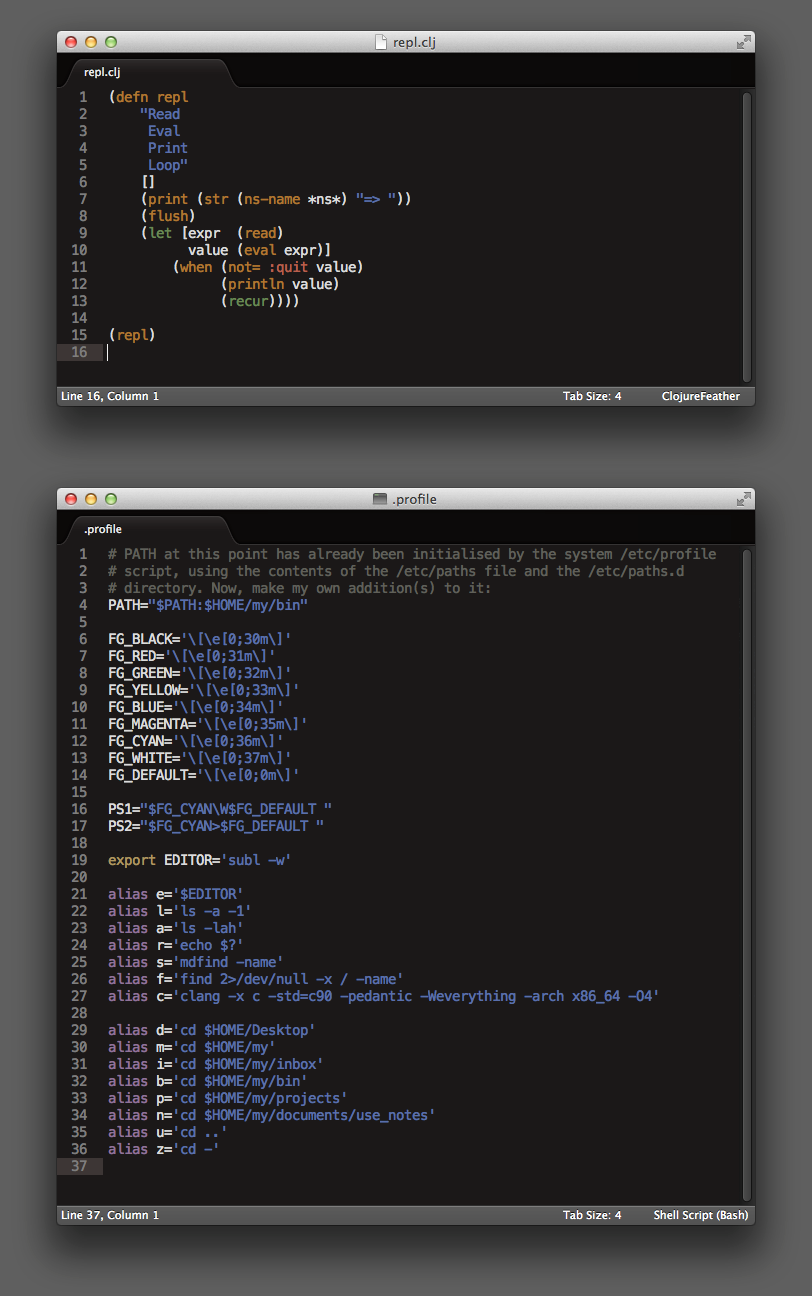 repl.clj
repl.clj
1 (defn repl
2     "Read
3      Eval
4      Print
5      Loop"
6     []
7     (print (str (ns-name *ns*) "=> "))
8     (flush)
9     (let [expr  (read)
10           value (eval expr)]
11         (when (not= :quit value)
12               (println value)
13               (recur))))
14
15 (repl)
16
Line 16, Column 1 Tab Size: 4 ClojureFeather
.profile
.profile
1 # PATH at this point has already been initialised by the system /etc/profile
2 # script, using the contents of the /etc/paths file and the /etc/paths.d
3 # directory. Now, make my own addition(s) to it:
4 PATH="$PATH:$HOME/my/bin"
5
6 FG_BLACK='\[\e[0;30m\]'
7 FG_RED='\[\e[0;31m\]'
8 FG_GREEN='\[\e[0;32m\]'
9 FG_YELLOW='\[\e[0;33m\]'
10 FG_BLUE='\[\e[0;34m\]'
11 FG_MAGENTA='\[\e[0;35m\]'
12 FG_CYAN='\[\e[0;36m\]'
13 FG_WHITE='\[\e[0;37m\]'
14 FG_DEFAULT='\[\e[0;0m\]'
15
16 PS1="$FG_CYAN\W$FG_DEFAULT "
17 PS2="$FG_CYAN>$FG_DEFAULT "
18
19 export EDITOR='subl -w'
20
21 alias e='$EDITOR'
22 alias l='ls -a -1'
23 alias a='ls -lah'
24 alias r='echo $?'
25 alias s='mdfind -name'
26 alias f='find 2>/dev/null -x / -name'
27 alias c='clang -x c -std=c90 -pedantic -Weverything -arch x86_64 -O4'
28
29 alias d='cd $HOME/Desktop'
30 alias m='cd $HOME/my'
31 alias i='cd $HOME/my/inbox'
32 alias b='cd $HOME/my/bin'
33 alias p='cd $HOME/my/projects'
34 alias n='cd $HOME/my/documents/use_notes'
35 alias u='cd ..'
36 alias z='cd -'
37
Line 37, Column 1 Tab Size: 4 Shell Script (Bash)